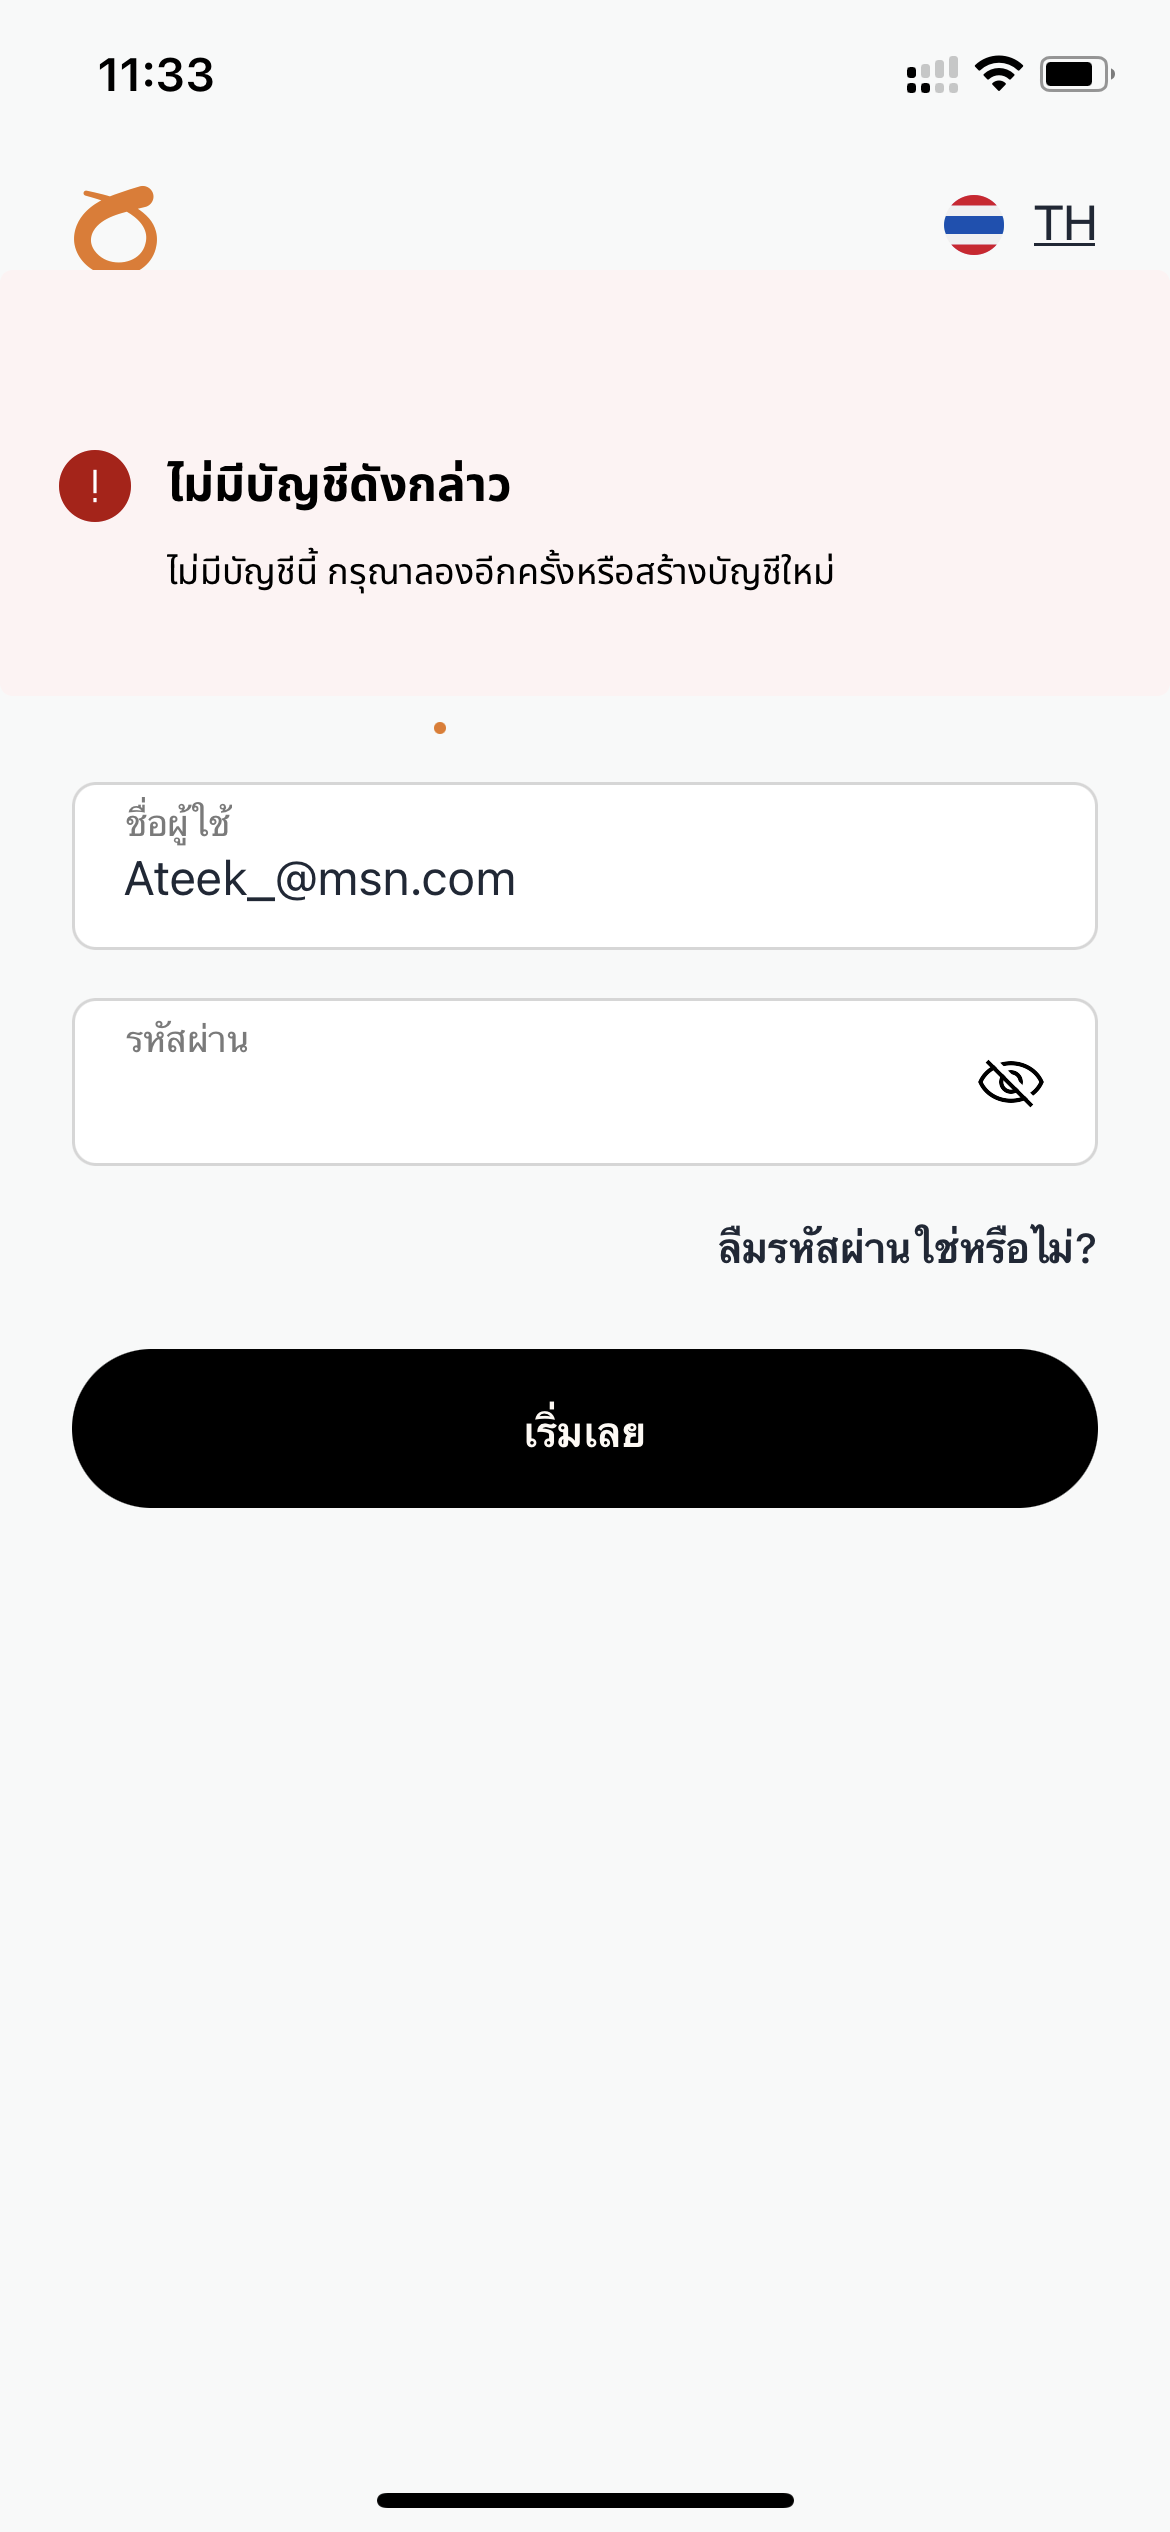 11:33
TH
ไม่มีบัญชีดังกล่าว
ไม่มีบัญชีนี้ กรุณาลองอีกครั้งหรือสร้างบัญชีใหม่
ชื่อผู้ใช้
Ateek_@msn.com
รหัสผ่าน
ลืมรหัสผ่านใช่หรือไม่?
เริ่มเลย